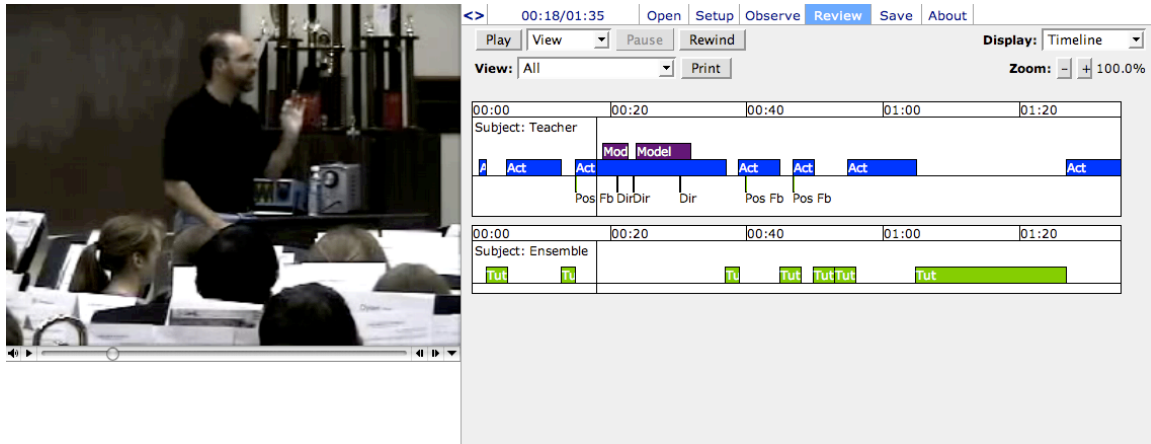 <> 00:18/01:35 Open Setup Observe Review Save About
Play View Pause Rewind Display: Timeline
View: All Print Zoom: - + 100.0%
00:00 00:20 00:40 01:00 01:20
Subject: Teacher
Mod Model
A Act Act Act Act Act Act
Pos Fb Dir Dir Dir Pos Fb Pos Fb
00:00 00:20 00:40 01:00 01:20
Subject: Ensemble
Tut Tu Tu Tut Tut Tut Tut